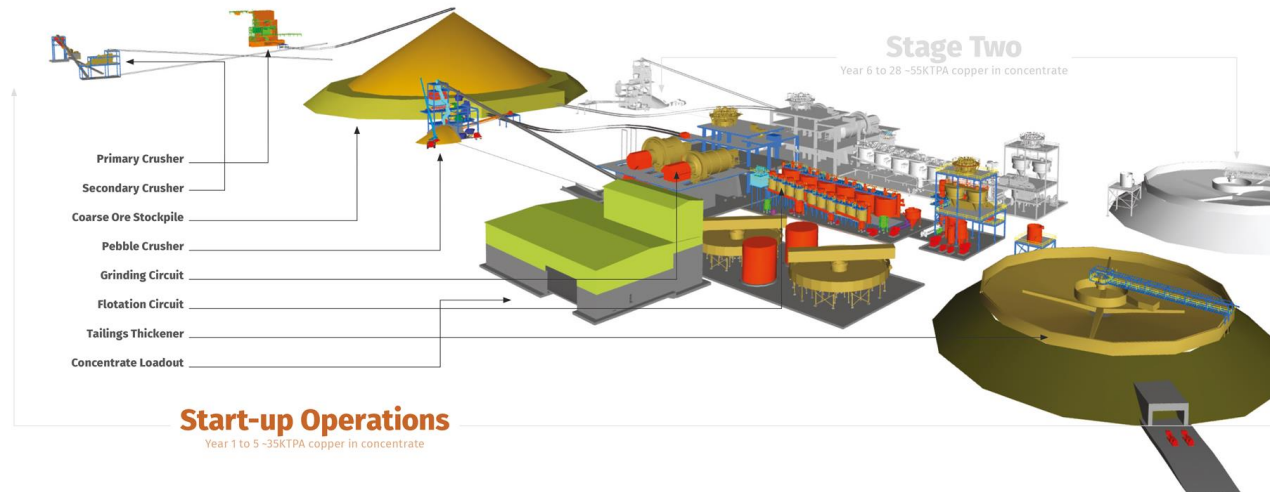 Stage Two
Year 6 to 28 ~55KTPA copper in concentrate
Primary Crusher
Secondary Crusher
Coarse Ore Stockpile
Pebble Crusher
Grinding Circuit
Flotation Circuit
Tailings Thickener
Concentrate Loadout
Start-up Operations
Year 1 to 5 ~35KTPA copper in concentrate